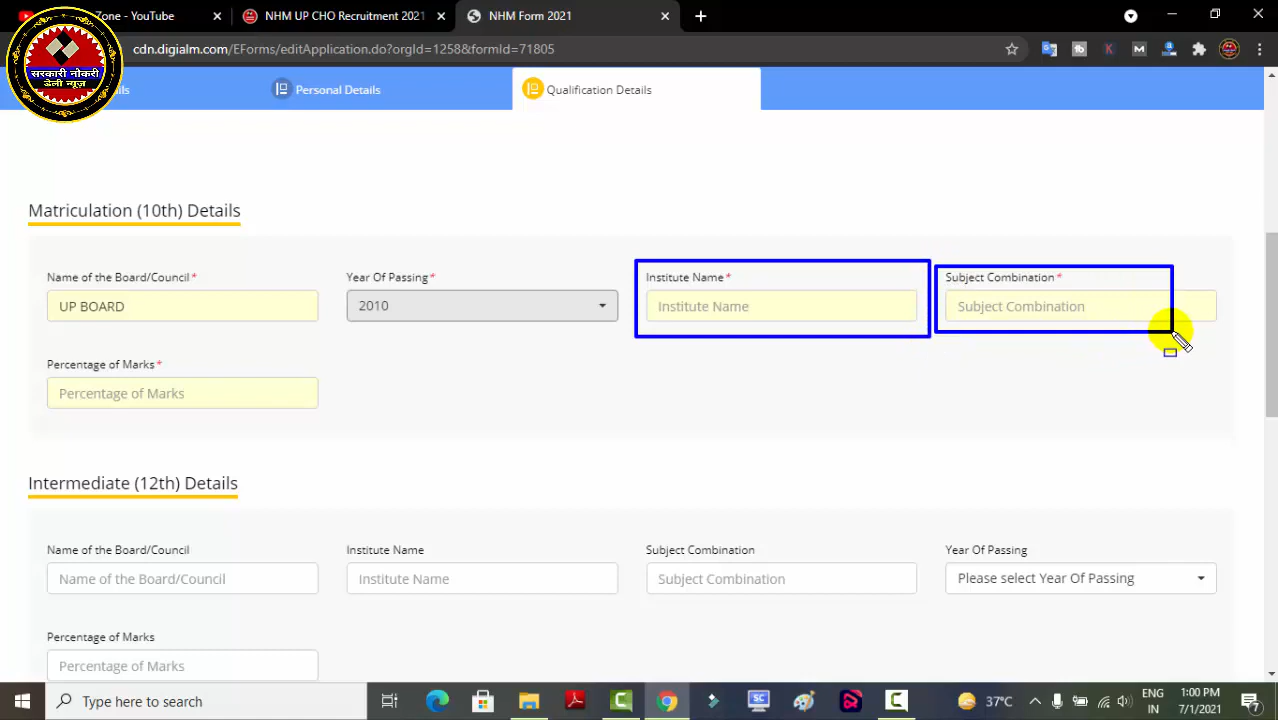 Zone - YouTube
NHM UP CHO Recruitment 2021
NHM Form 2021
cdn.digialm.com/EForms/editApplication.do?orgId=1258&formId=71805
सरकारी नोकरी
डेली न्यूज़
Personal Details
Qualification Details
Matriculation (10th) Details
Name of the Board/Council*
Year Of Passing*
Institute Name*
Subject Combination*
UP BOARD
2010
Institute Name
Subject Combination
Percentage of Marks*
Percentage of Marks
Intermediate (12th) Details
Name of the Board/Council
Institute Name
Subject Combination
Year Of Passing
Name of the Board/Council
Institute Name
Subject Combination
Please select Year Of Passing
Percentage of Marks
Percentage of Marks
Type here to search
37°C
ENG
IN
1:00 PM
7/1/2021